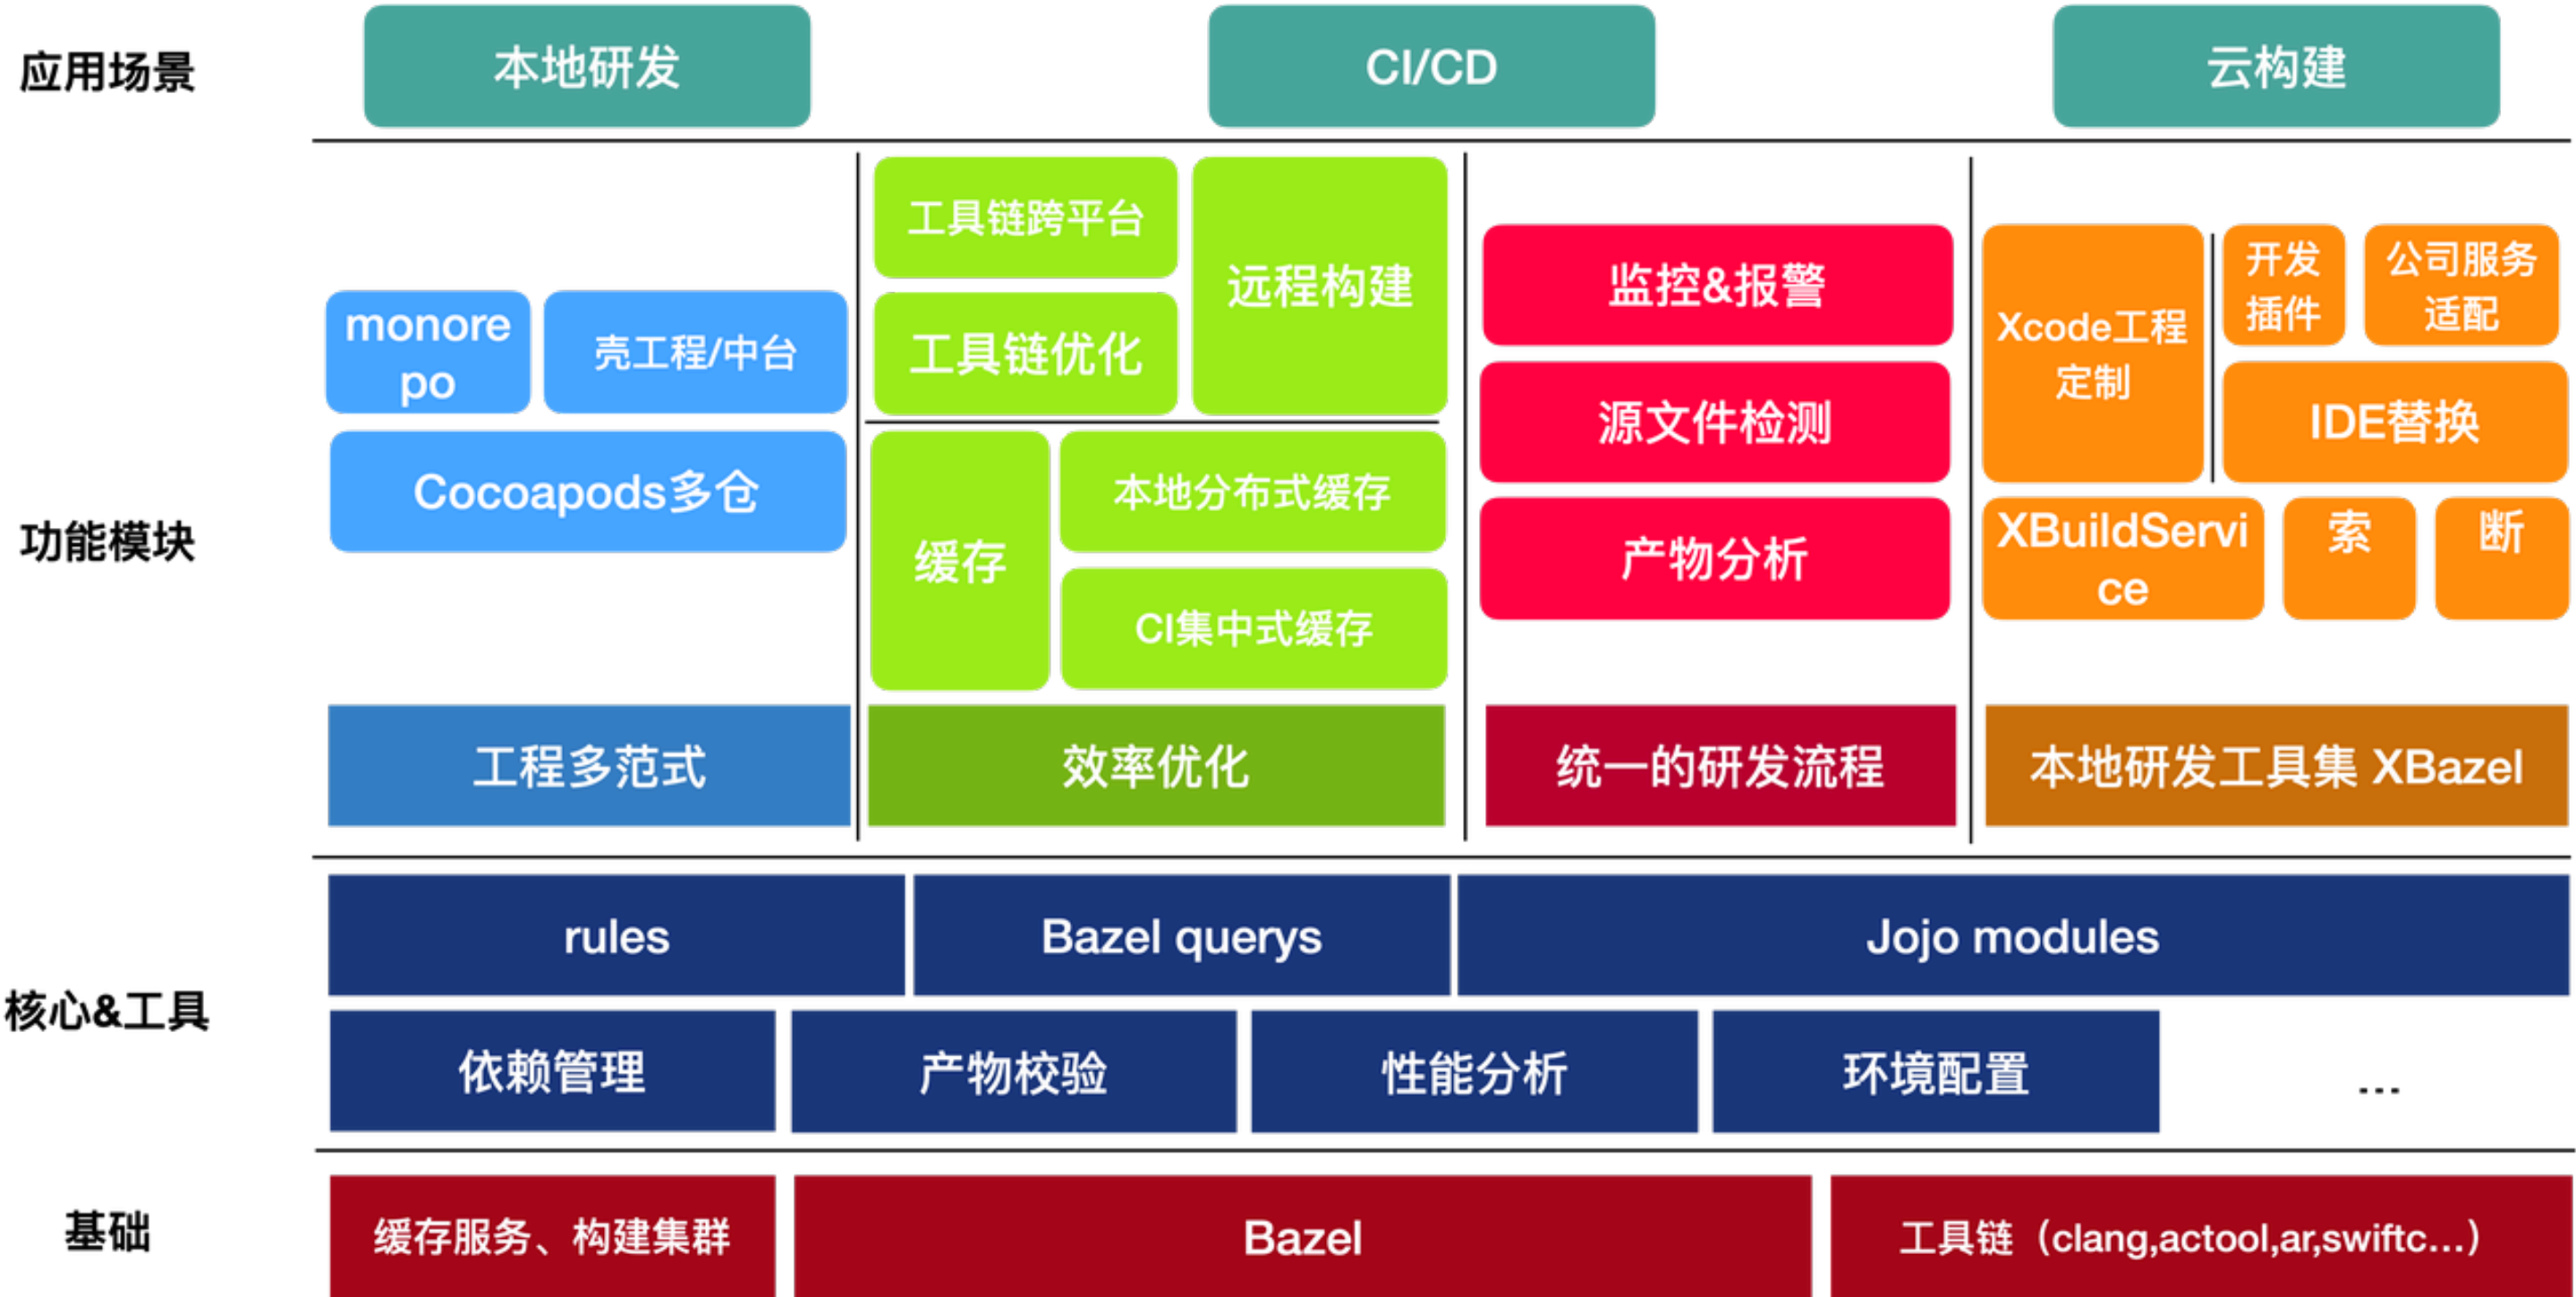 应用场景
本地研发
CI/CD
云构建
功能模块
monore
po
壳工程/中台
Cocoapods多仓
工程多范式
工具链跨平台
工具链优化
远程构建
缓存
本地分布式缓存
CI集中式缓存
效率优化
监控&报警
源文件检测
产物分析
统一的研发流程
Xcode工程
定制
开发
插件
公司服务
适配
IDE替换
XBuildServi
ce
索
断
本地研发工具集 XBazel
核心&工具
rules
Bazel querys
Jojo modules
依赖管理
产物校验
性能分析
环境配置
...
基础
缓存服务、构建集群
Bazel
工具链（clang,actool,ar,swiftc...）